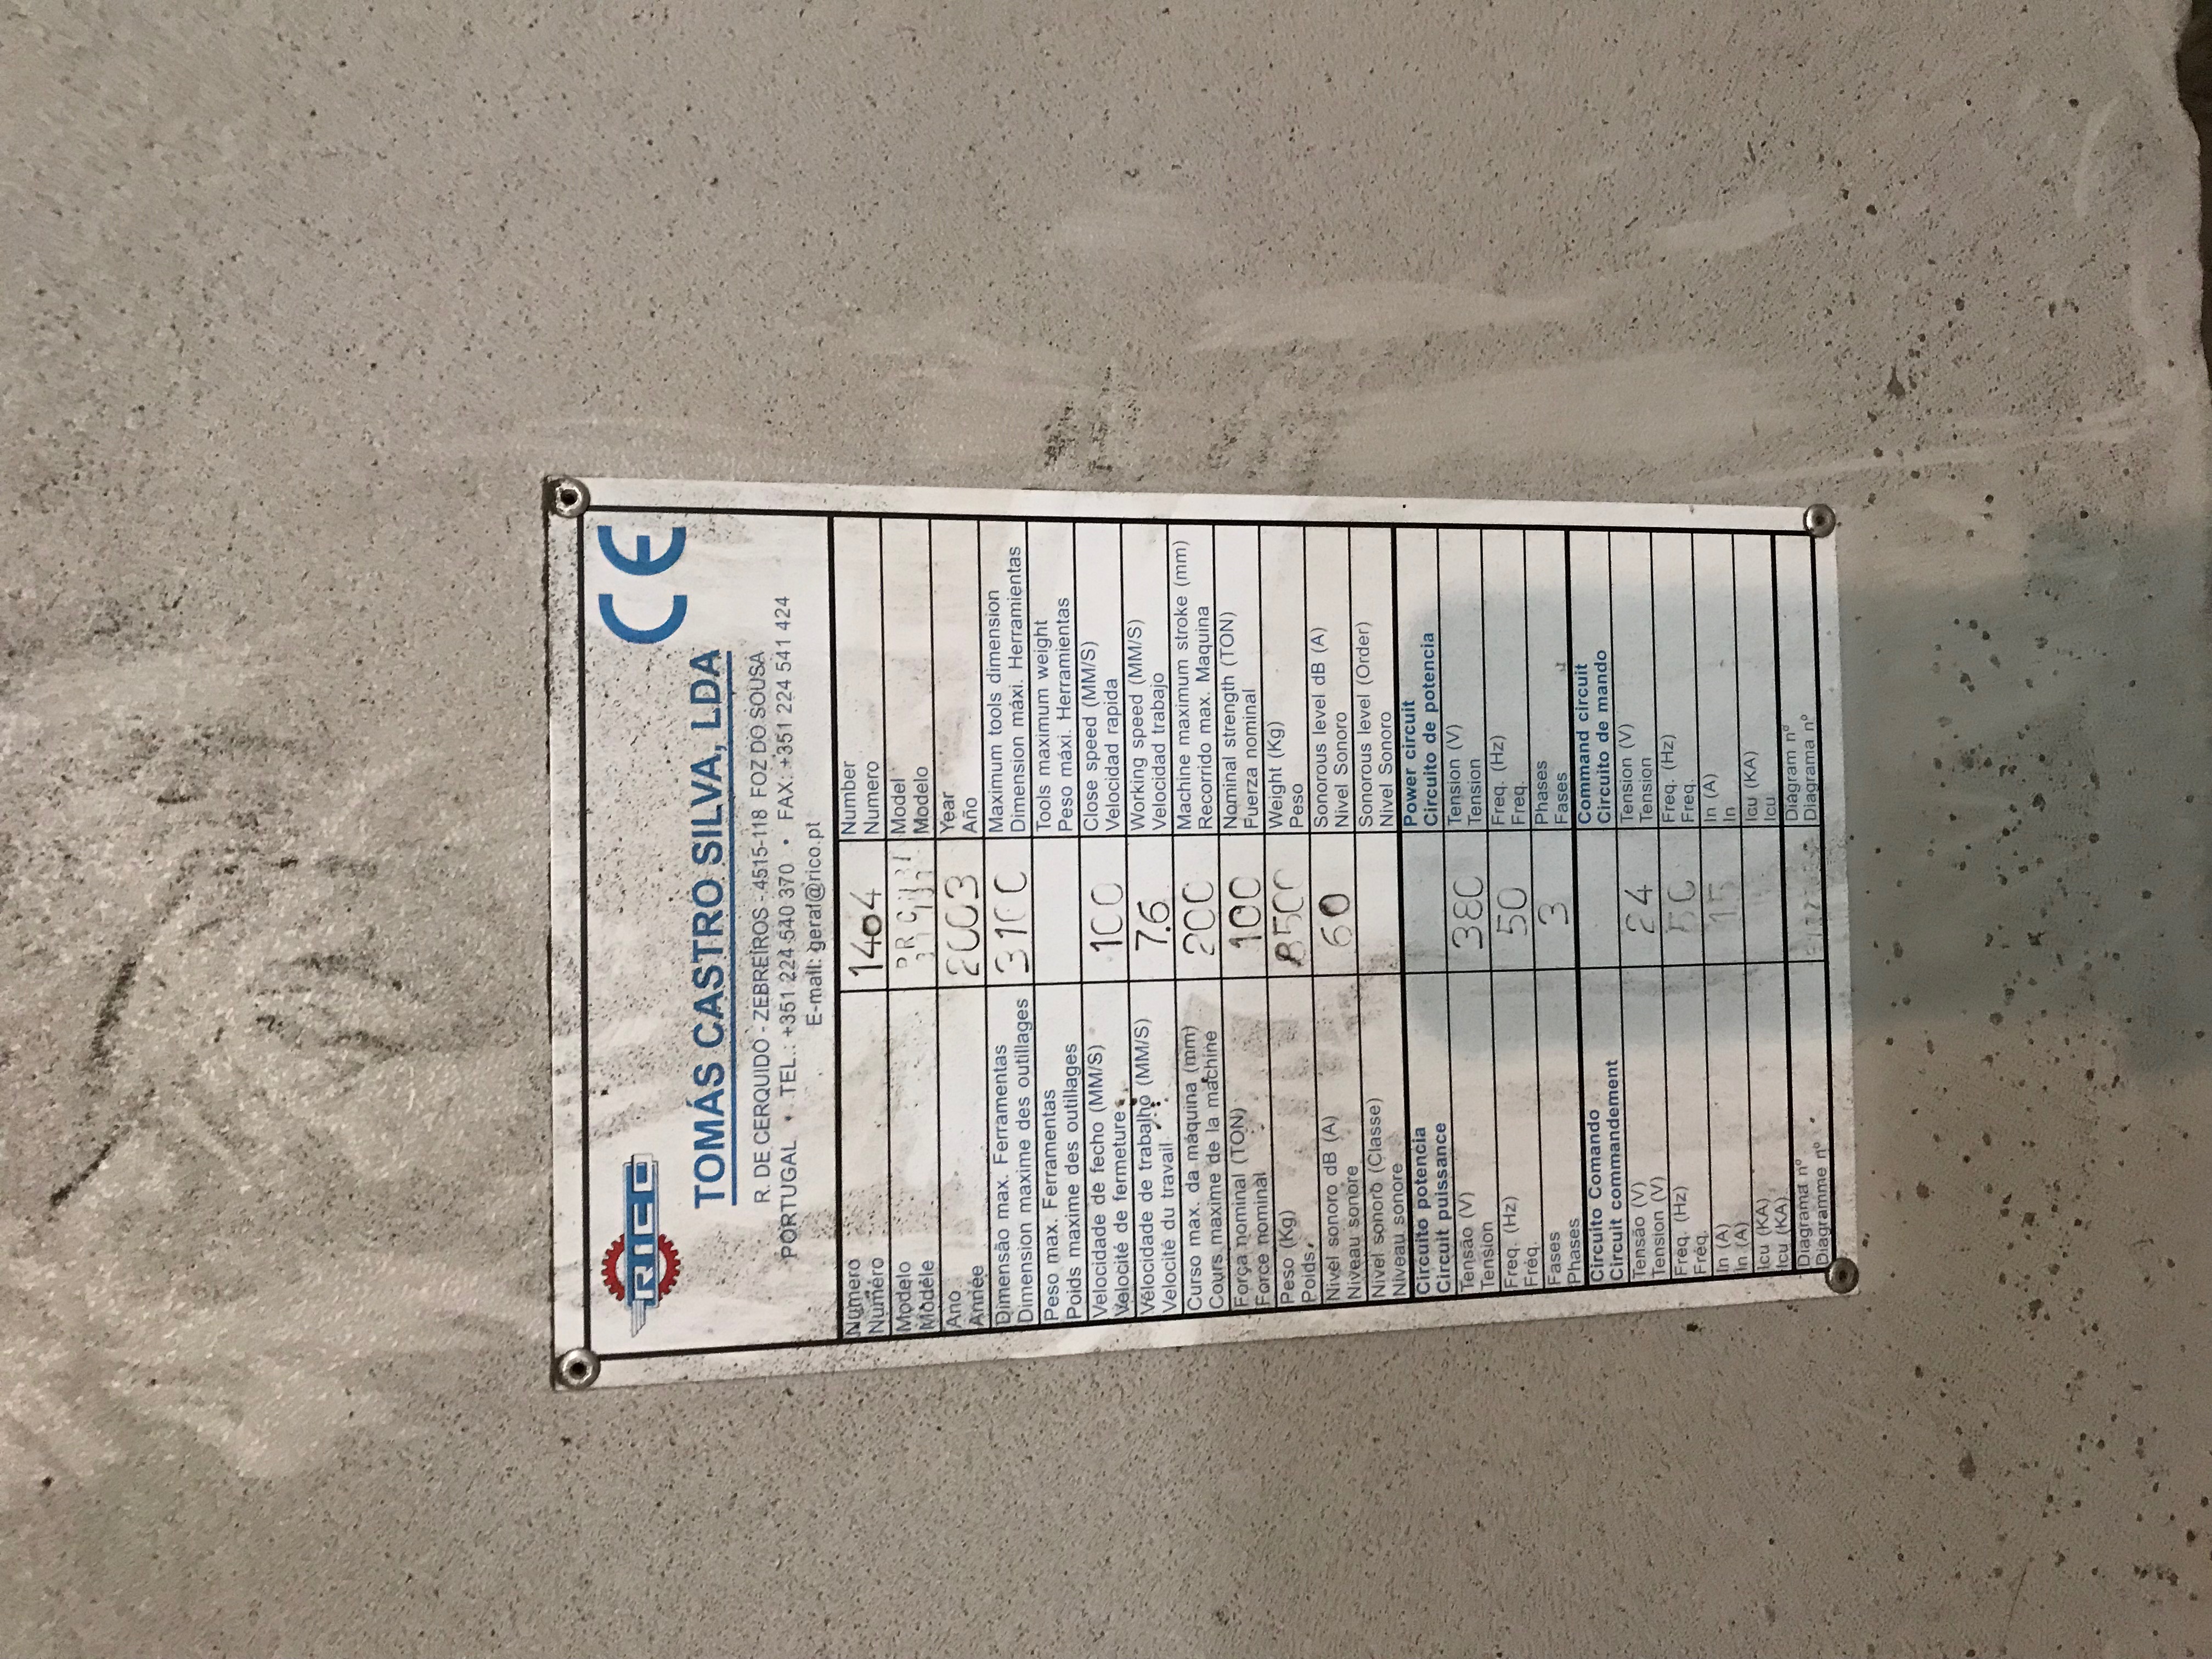 RICO
CE
TOMÁS CASTRO SILVA, LDA
R. DE CERQUIDO - ZEBREIROS - 4515-118 FOZ DO SOUSA
PORTUGAL • TEL.: +351 224 540 370 • FAX: +351 224 541 424
E-mail: geral@rico.pt
Numero 1404 Number
Numéro Numero
Modelo Model
Modèle Modelo
Ano 2003 Year
Année Año
Dimensão max. Ferramentas 3100 Maximum tools dimension
Dimension maxime des outillages Dimension máxi. Herramientas
Peso max. Ferramentas Tools maximum weight
Poids maxime des outillages Peso máxi. Herramientas
Velocidade de fecho (MM/S) 100 Close speed (MM/S)
Velocité de fermeture Velocidad rapida
Velocidade de trabalho (MM/S) 7.6 Working speed (MM/S)
Velocité du travail Velocidad trabajo
Curso max. da máquina (mm) 200 Machine maximum stroke (mm)
Cours maxime de la machine Recorrido max. Maquina
Força nominal (TON) 100 Nominal strength (TON)
Force nominal Fuerza nominal
Peso (Kg) 8500 Weight (Kg)
Poids Peso
Nivel sonoro dB (A) 60 Sonorous level dB (A)
Niveau sonore Nivel Sonoro
Nivel sonoro (Classe) Sonorous level (Order)
Niveau sonore Nivel Sonoro
Circuito potencia Power circuit
Circuit puissance Circuito de potencia
Tensão (V) 380 Tension (V)
Tension Tension
Freq. (Hz) 50 Freq. (Hz)
Fréq. Freq.
Fases 3 Phases
Phases Fases
Circuito Comando Command circuit
Circuit commandement Circuito de mando
Tensão (V) 24 Tension (V)
Tension (V) Tension
Freq. (Hz) 50 Freq. (Hz)
Fréq. Freq.
In (A) 15 In (A)
In (A) In
Icu (KA) Icu (KA)
Icu (KA) Icu
Diagrama nº Diagram nº
Diagramme nº Diagrama nº